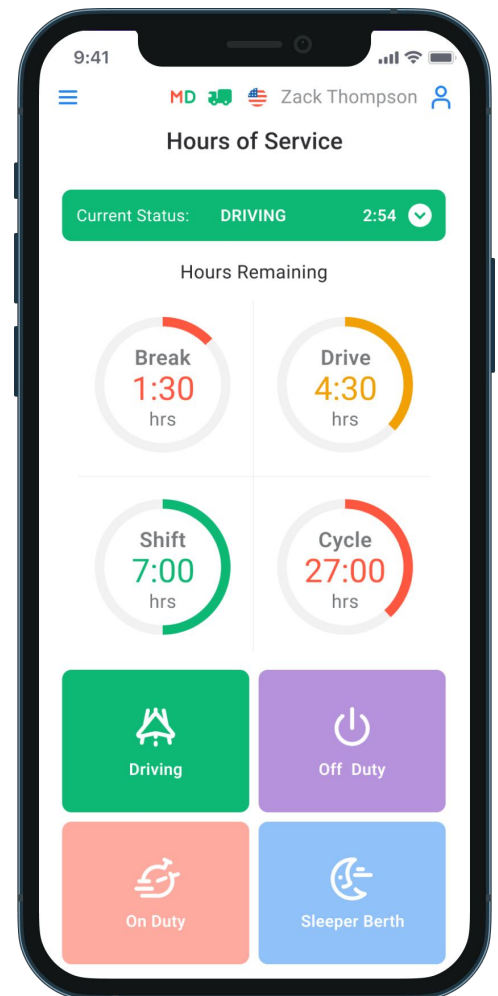 9:41
MD Zack Thompson
Hours of Service
Current Status: DRIVING 2:54
Hours Remaining
Break
1:30
hrs
Drive
4:30
hrs
Shift
7:00
hrs
Cycle
27:00
hrs
Driving
Off Duty
On Duty
Sleeper Berth